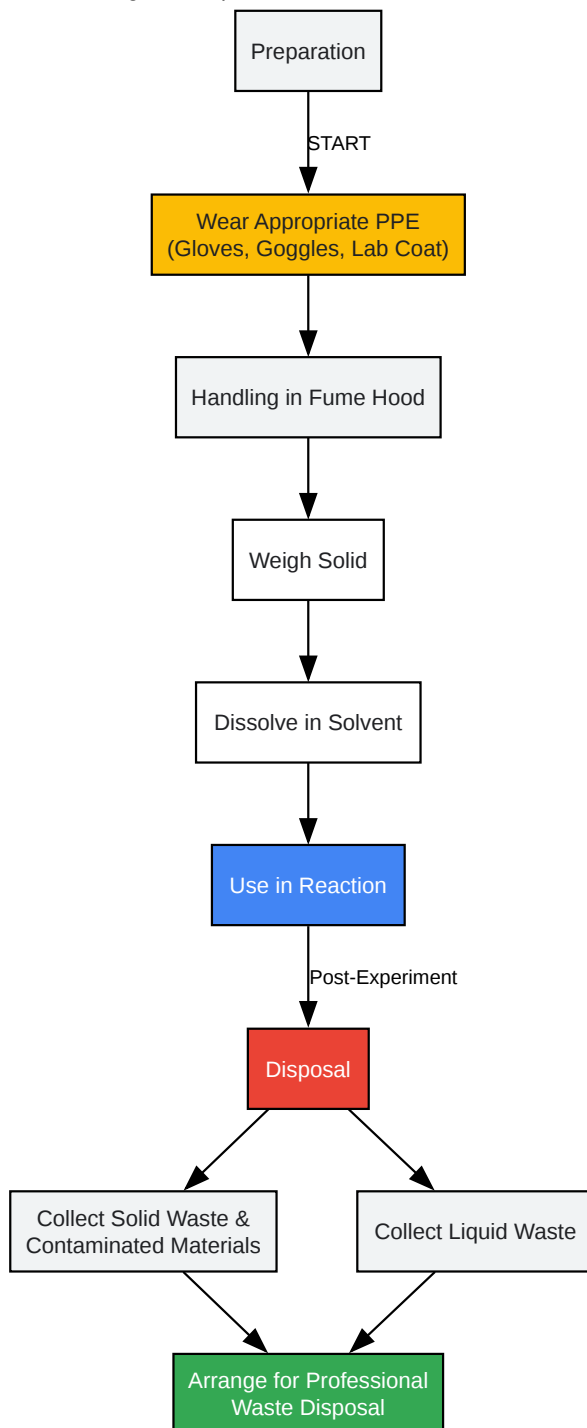 Preparation
START
Wear Appropriate PPE
(Gloves, Goggles, Lab Coat)
Handling in Fume Hood
Weigh Solid
Dissolve in Solvent
Use in Reaction
Post-Experiment
Disposal
Collect Solid Waste &
Contaminated Materials
Collect Liquid Waste
Arrange for Professional
Waste Disposal